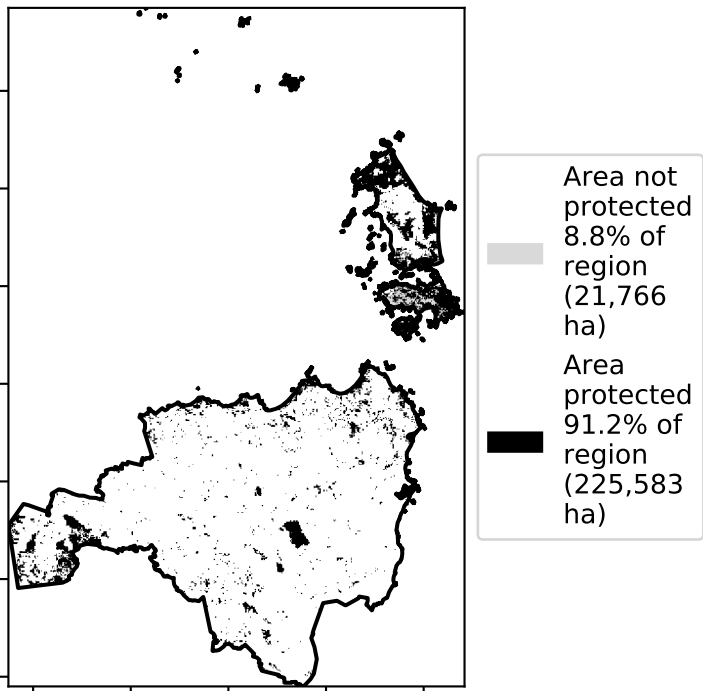 Area not
protected
8.8% of
region
(21,766
ha)
Area
protected
91.2% of
region
(225,583
ha)